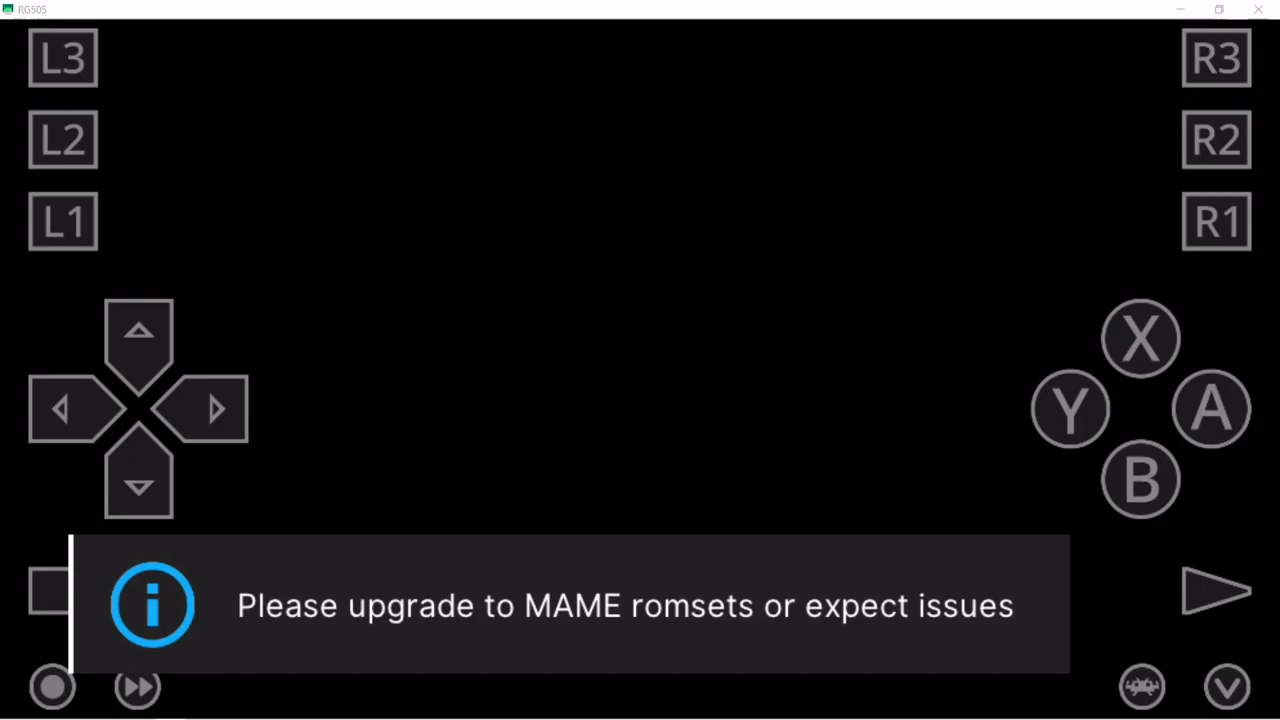 RG505
L3
R3
L2
R2
L1
R1
X
Y
A
B
Please upgrade to MAME romsets or expect issues